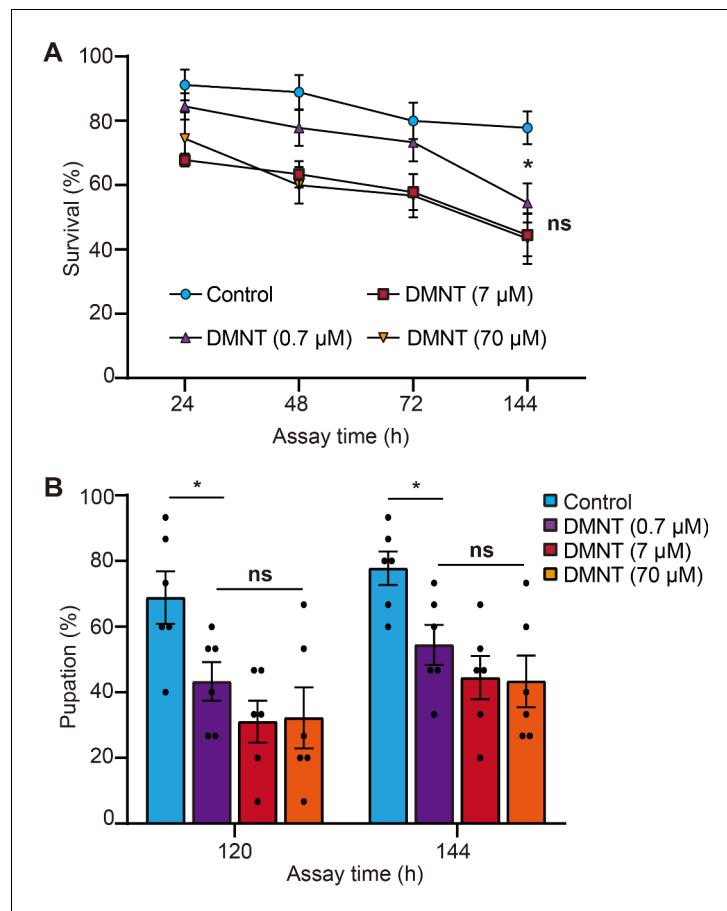 A
100
80
60
40
20
0
Survival (%)
*
ns
Control
DMNT (7 µM)
DMNT (0.7 µM)
DMNT (70 µM)
24 48 72 144
Assay time (h)
B
100
80
60
40
20
0
Pupation (%)
*
ns
*
ns
Control
DMNT (0.7 µM)
DMNT (7 µM)
DMNT (70 µM)
120 144
Assay time (h)